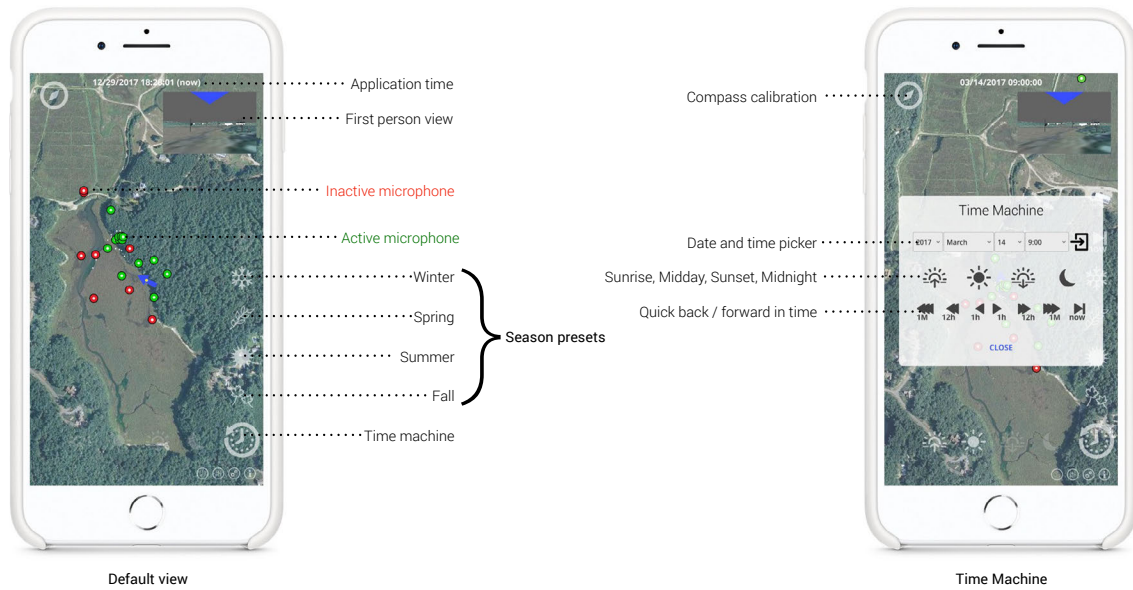 12/29/2017 18:28:01 (now)
Application time
First person view
Inactive microphone
Active microphone
Winter
Spring
Summer
Fall
Season presets
Time machine
Default view
03/14/2017 09:00:00
Compass calibration
Time Machine
Date and time picker
2017 March 14 9:00
Sunrise, Midday, Sunset, Midnight
Quick back / forward in time
1M 12h 1h 1h 12h 1M now
CLOSE
Time Machine